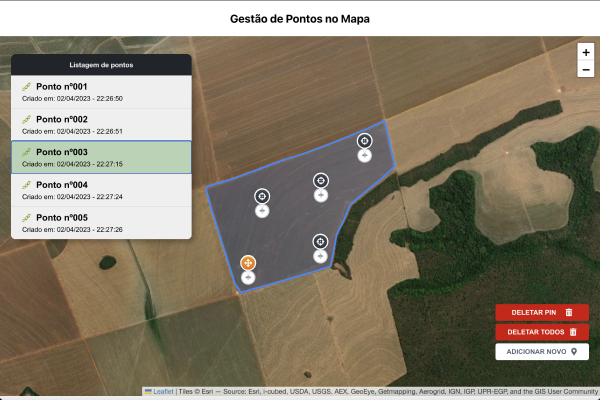 Gestão de Pontos no Mapa
Listagem de pontos
Ponto nº001
Criado em: 02/04/2023 - 22:26:50
Ponto nº002
Criado em: 02/04/2023 - 22:26:51
Ponto nº003
Criado em: 02/04/2023 - 22:27:15
Ponto nº004
Criado em: 02/04/2023 - 22:27:24
Ponto nº005
Criado em: 02/04/2023 - 22:27:26
+
−
DELETAR PIN
DELETAR TODOS
ADICIONAR NOVO
Leaflet | Tiles © Esri — Source: Esri, i-cubed, USDA, USGS, AEX, GeoEye, Getmapping, Aerogrid, IGN, IGP, UPR-EGP, and the GIS User Community